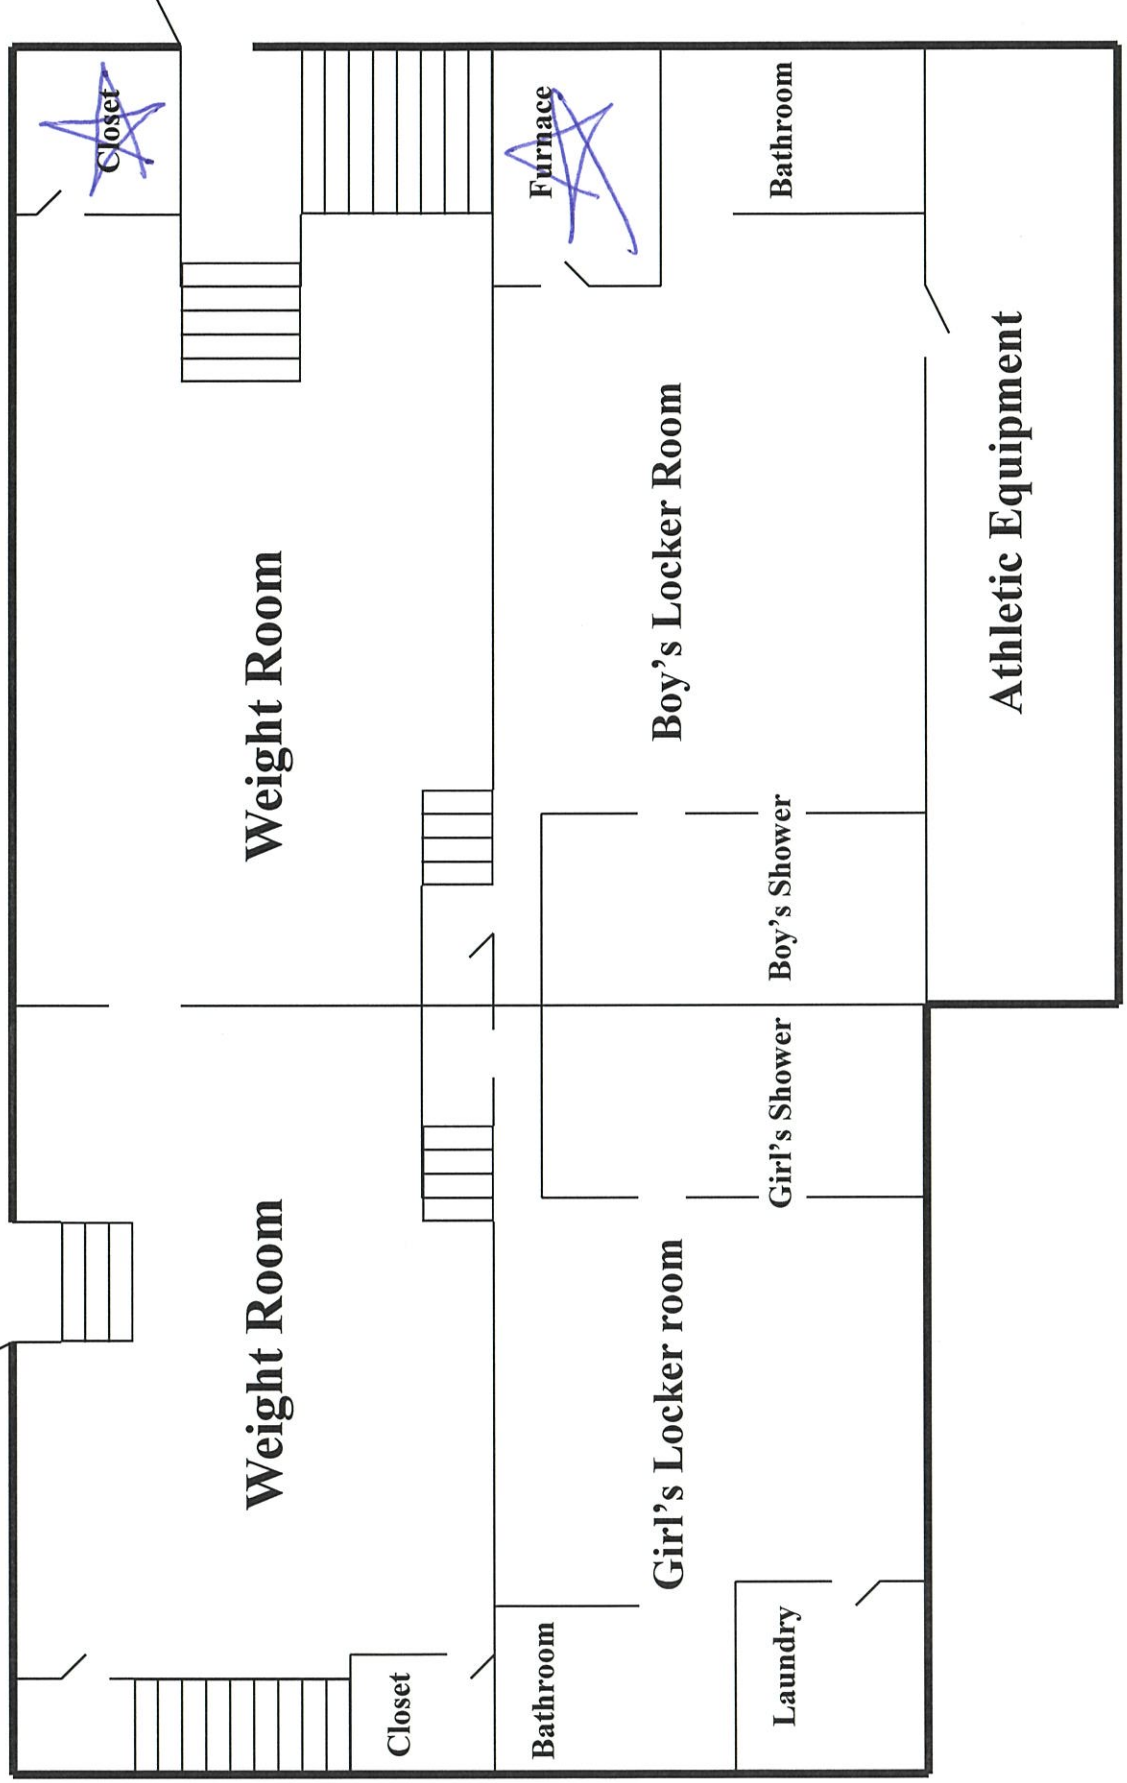 Closet
Furnace
Bathroom
Weight Room
Boy's Locker Room
Athletic Equipment
Boy's Shower
Weight Room
Girl's Shower
Girl's Locker room
Closet
Bathroom
Laundry